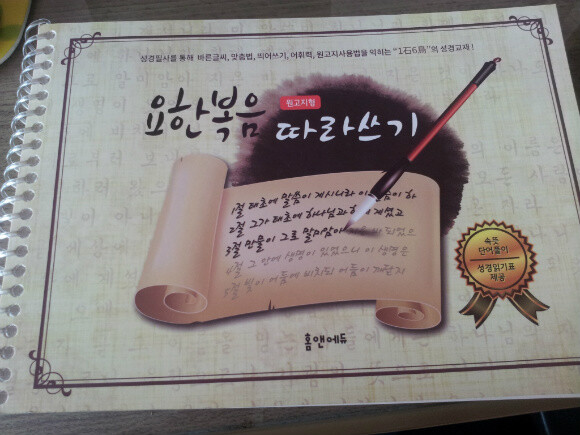 성경필사를 통해 바른글씨, 맞춤법, 띄어쓰기, 어휘력, 원고지사용법을 익히는 "1石6鳥"의 성경교재!
요한복음
원고지형
따라쓰기
1절 태초에 말씀이 계시니라 이 말씀이 하
2절 그가 태초에 하나님과 함께 계셨고
3절 만물이 그로 말미암아 지은 바 되었으
4절 그 안에 생명이 있었으니 이 생명은
5절 빛이 어둠에 비치되 어둠이 깨닫지
속뜻
단어풀이
성경읽기표
제공
홈앤에듀